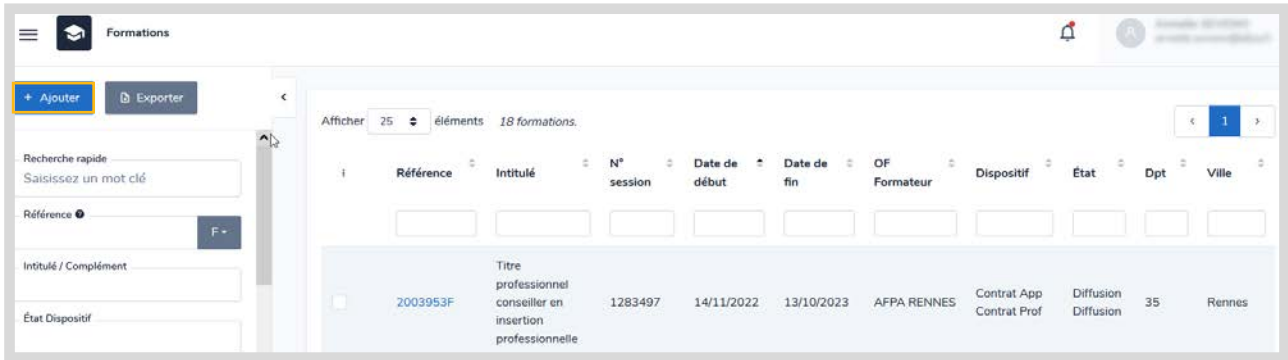 Formations
+ Ajouter
Exporter
Recherche rapide
Saisissez un mot clé
Référence
F
Intitulé / Complément
État Dispositif
Afficher 25 éléments 18 formations.
1
Référence Intitulé N° session Date de début Date de fin OF Formateur Dispositif État Dpt Ville
2003953F
Titre
professionnel
conseiller en
insertion
professionnelle
1283497
14/11/2022
13/10/2023
AFPA RENNES
Contrat App
Contrat Prof
Diffusion
Diffusion
35
Rennes